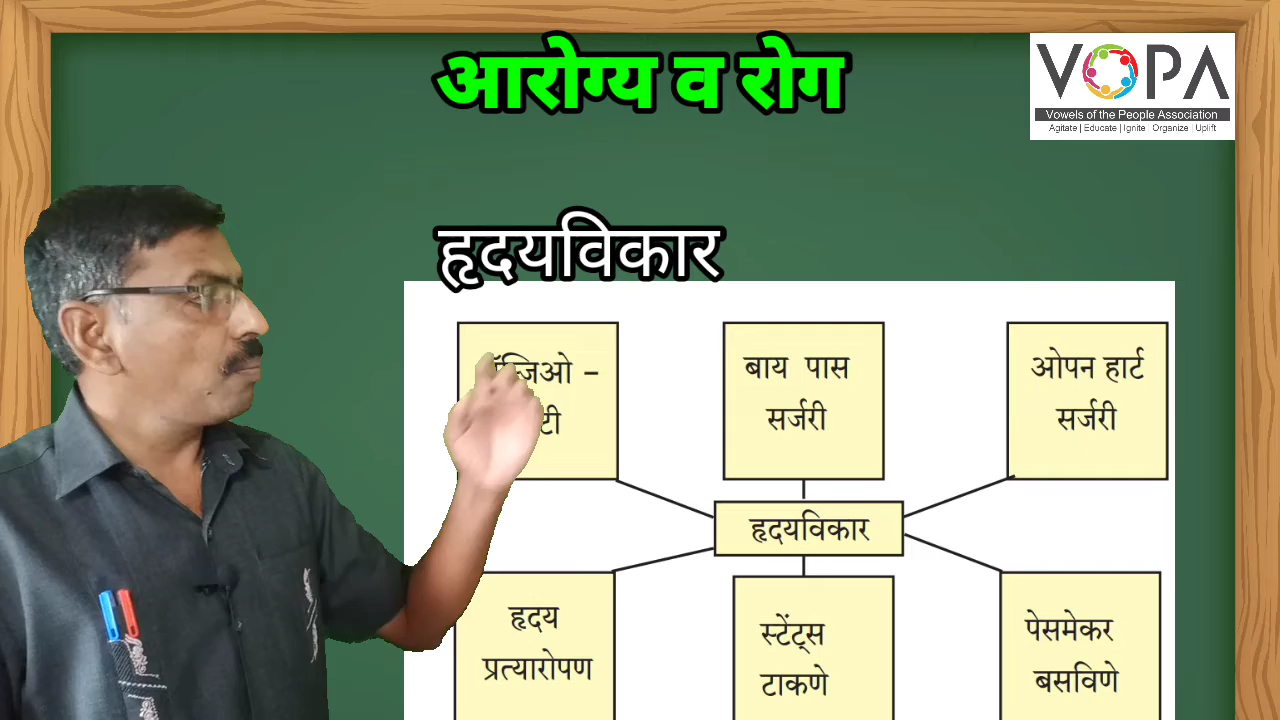 आरोग्य व रोग
VOPA
Vowels of the People Association
Agitate | Educate | Ignite | Organize | Uplift
हृदयविकार
बाय पास
सर्जरी
ओपन हार्ट
सर्जरी
हृदयविकार
हृदय
प्रत्यारोपण
स्टेंट्स
टाकणे
पेसमेकर
बसविणे